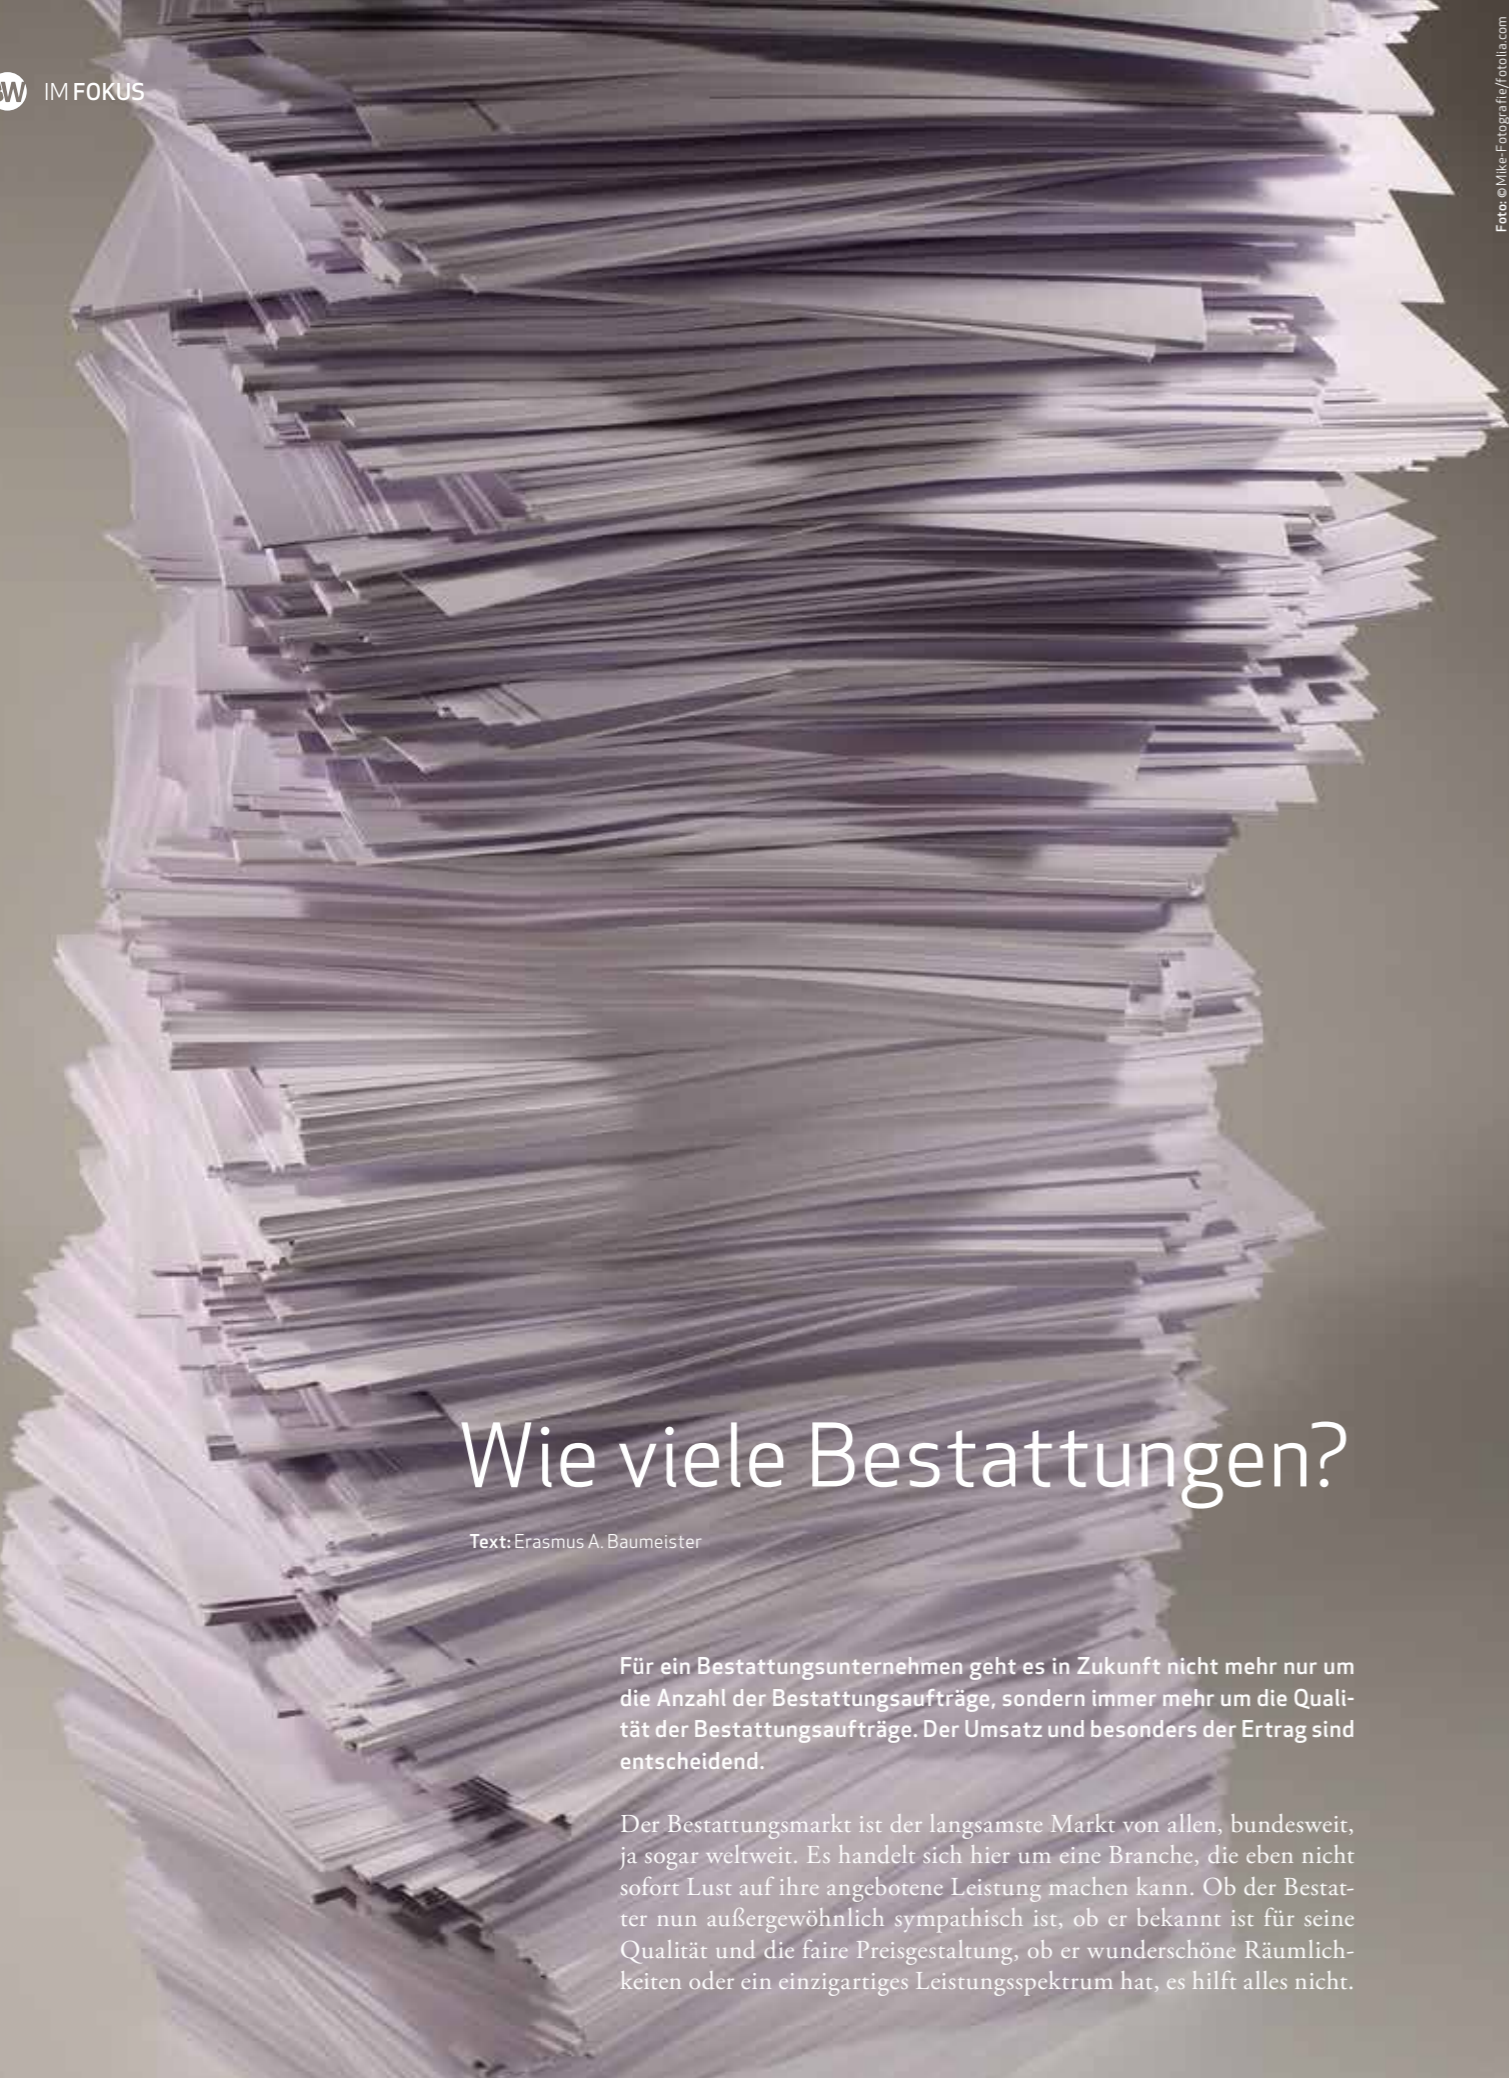 IM FOKUS
Foto: © Mike-Fotografie/fotolia.com
Wie viele Bestattungen?
Text: Erasmus A. Baumeister
Für ein Bestattungsunternehmen geht es in Zukunft nicht mehr nur um
die Anzahl der Bestattungsaufträge, sondern immer mehr um die Quali-
tät der Bestattungsaufträge. Der Umsatz und besonders der Ertrag sind
entscheidend.
Der Bestattungsmarkt ist der langsamste Markt von allen, bundesweit,
ja sogar weltweit. Es handelt sich hier um eine Branche, die eben nicht
sofort Lust auf ihre angebotene Leistung machen kann. Ob der Bestat-
ter nun außergewöhnlich sympathisch ist, ob er bekannt ist für seine
Qualität und die faire Preisgestaltung, ob er wunderschöne Räumlich-
keiten oder ein einzigartiges Leistungsspektrum hat, es hilft alles nicht.